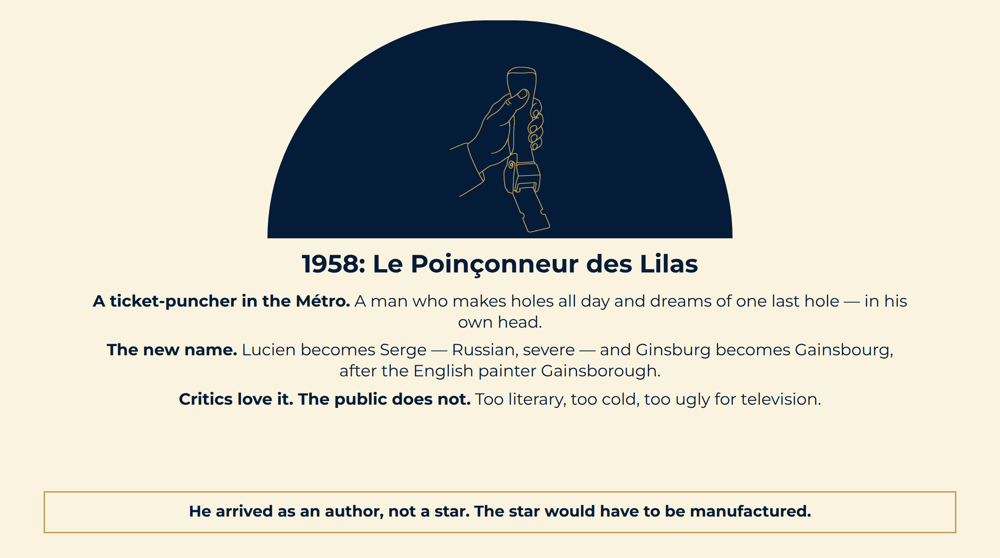 1958: Le Poinçonneur des Lilas
A ticket-puncher in the Métro. A man who makes holes all day and dreams of one last hole — in his
own head.
The new name. Lucien becomes Serge — Russian, severe — and Ginsburg becomes Gainsbourg,
after the English painter Gainsborough.
Critics love it. The public does not. Too literary, too cold, too ugly for television.
He arrived as an author, not a star. The star would have to be manufactured.